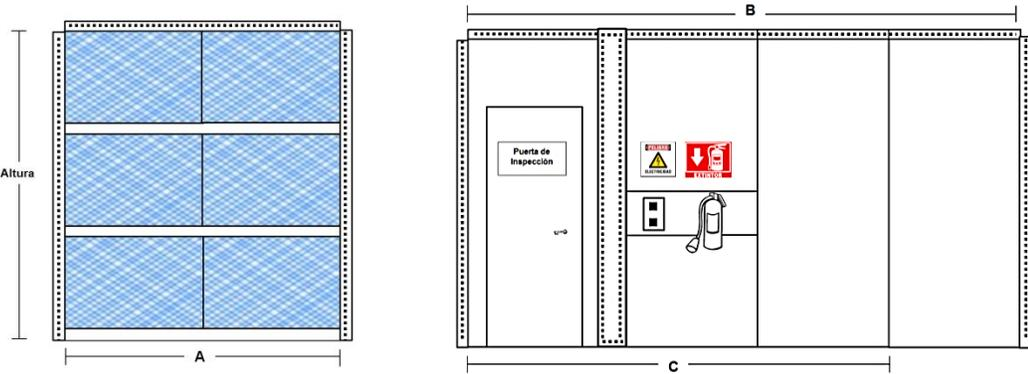 B
Altura
Puerta de
Inspección
PELIGRO
ELECTRICIDAD
EXTINTOR
A
C